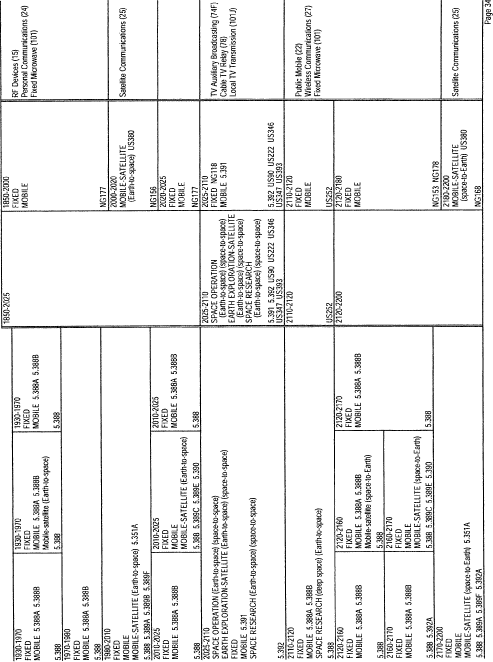 1930-1970
FIXED
MOBILE 5.388A 5.388B
5.388
1930-1970
FIXED
MOBILE 5.388A 5.388B
Mobile-satellite (Earth-to-space)
5.388
1930-1970
FIXED
MOBILE 5.388A 5.388B
5.388
1970-1980
FIXED
MOBILE 5.388A 5.388B
5.388
1980-2010
FIXED
MOBILE
MOBILE-SATELLITE (Earth-to-space) 5.351A
5.388 5.389A 5.389B 5.389F
2010-2025
FIXED
MOBILE 5.388A 5.388B
5.388
2010-2025
FIXED
MOBILE
MOBILE-SATELLITE (Earth-to-space)
5.388 5.389C 5.389E 5.390
2010-2025
FIXED
MOBILE 5.388A 5.388B
5.388
2025-2110
SPACE OPERATION (Earth-to-space) (space-to-space)
EARTH EXPLORATION-SATELLITE (Earth-to-space) (space-to-space)
FIXED
MOBILE 5.391
SPACE RESEARCH (Earth-to-space) (space-to-space)
5.392
2110-2120
FIXED
MOBILE 5.388A 5.388B
SPACE RESEARCH (deep space) (Earth-to-space)
5.388
2120-2160
FIXED
MOBILE 5.388A 5.388B
5.388
2120-2160
FIXED
MOBILE 5.388A 5.388B
Mobile-satellite (space-to-Earth)
5.388
2120-2170
FIXED
MOBILE 5.388A 5.388B
5.388
2160-2170
FIXED
MOBILE 5.388A 5.388B
5.388 5.392A
2160-2170
FIXED
MOBILE
MOBILE-SATELLITE (space-to-Earth)
5.388 5.389C 5.389E 5.390
2170-2200
FIXED
MOBILE
MOBILE-SATELLITE (space-to-Earth) 5.351A
5.388 5.389A 5.389F 5.392A
1850-2025
2025-2110
SPACE OPERATION
(Earth-to-space) (space-to-space)
EARTH EXPLORATION-SATELLITE
(Earth-to-space) (space-to-space)
SPACE RESEARCH
(Earth-to-space) (space-to-space)
5.391 5.392 US90 US222 US346
US347 US393
2110-2120
US252
2120-2200
1850-2000
FIXED
MOBILE
NG177
2000-2020
MOBILE-SATELLITE
(Earth-to-space) US380
NG156
2020-2025
FIXED
MOBILE
NG177
2025-2110
FIXED NG118
MOBILE 5.391
5.392 US90 US222 US346
US347 US393
2110-2120
FIXED
MOBILE
US252
2120-2180
FIXED
MOBILE
NG153 NG178
2180-2200
MOBILE-SATELLITE
(space-to-Earth) US380
NG168
RF Devices (15)
Personal Communications (24)
Fixed Microwave (101)
Satellite Communications (25)
TV Auxiliary Broadcasting (74F)
Cable TV Relay (78)
Local TV Transmission (101J)
Public Mobile (22)
Wireless Communications (27)
Fixed Microwave (101)
Satellite Communications (25)
Page 34